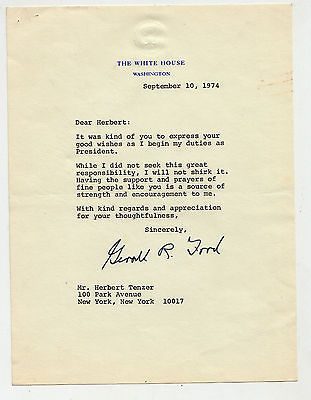 THE WHITE HOUSE
WASHINGTON
September 10, 1974
Dear Herbert:
It was kind of you to express your
good wishes as I begin my duties as
President.
While I did not seek this great
responsibility, I will not shirk it.
Having the support and prayers of
fine people like you is a source of
strength and encouragement to me.
With kind regards and appreciation
for your thoughtfulness,
Sincerely,
Gerald R. Ford
Mr. Herbert Tenzer
100 Park Avenue
New York, New York 10017